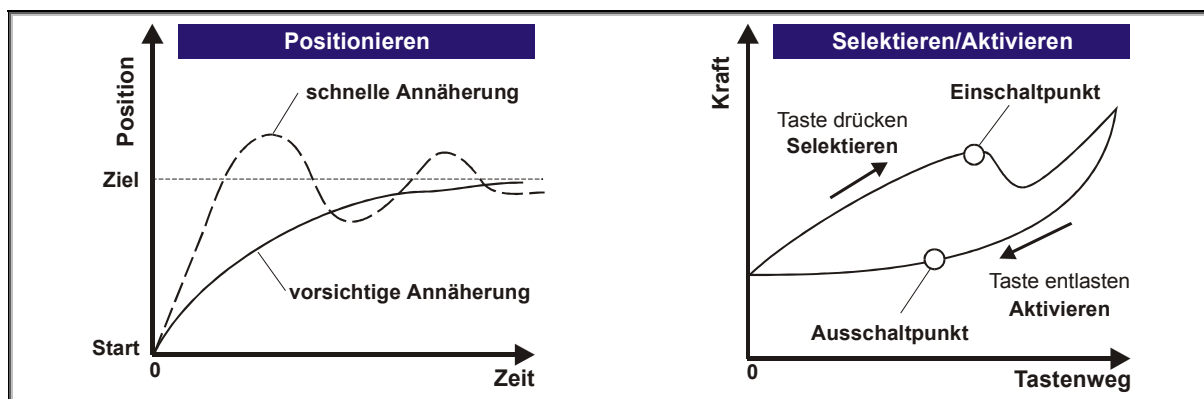 Positionieren
Position
schnelle Annäherung
Ziel
vorsichtige Annäherung
Start
0
Zeit
Selektieren/Aktivieren
Kraft
Einschaltpunkt
Taste drücken
Selektieren
Taste entlasten
Aktivieren
Ausschaltpunkt
0
Tastenweg